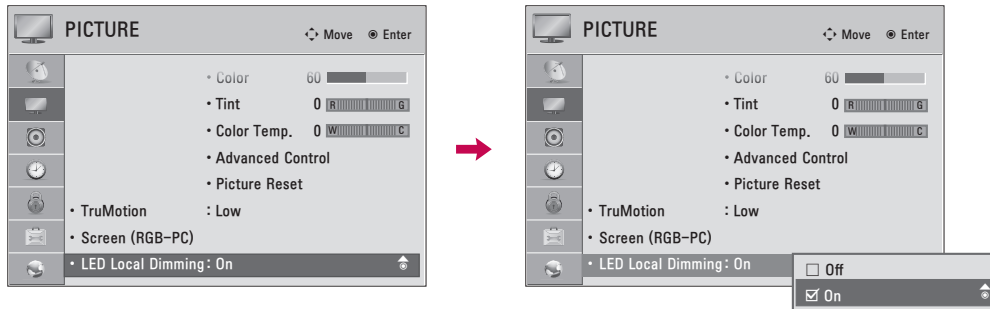 PICTURE Move Enter
• Color 60
• Tint 0 R G
• Color Temp. 0 W C
• Advanced Control
• Picture Reset
• TruMotion : Low
• Screen (RGB-PC)
• LED Local Dimming : On
PICTURE Move Enter
• Color 60
• Tint 0 R G
• Color Temp. 0 W C
• Advanced Control
• Picture Reset
• TruMotion : Low
• Screen (RGB-PC)
• LED Local Dimming : On
☐ Off
☑ On